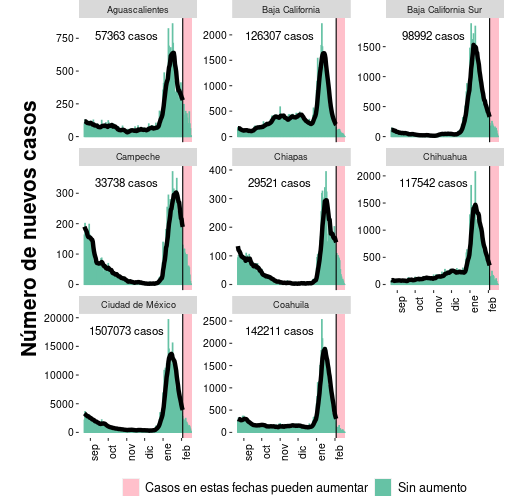 Número de nuevos casos
Aguascalientes
57363 casos
750
500
250
0
Baja California
126307 casos
2000
1500
1000
500
0
Baja California Sur
98992 casos
1500
1000
500
0
Campeche
33738 casos
300
200
100
0
Chiapas
29521 casos
400
300
200
100
0
Chihuahua
117542 casos
2000
1500
1000
500
0
sep oct nov dic ene feb
Ciudad de México
1507073 casos
20000
15000
10000
5000
0
sep oct nov dic ene feb
Coahuila
142211 casos
2500
2000
1500
1000
500
0
sep oct nov dic ene feb
Casos en estas fechas pueden aumentar
Sin aumento